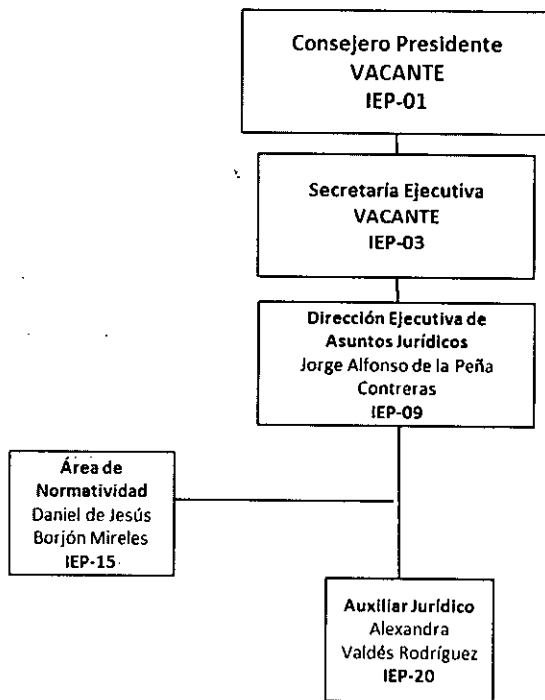 Consejero Presidente
VACANTE
IEP-01
Secretaría Ejecutiva
VACANTE
IEP-03
Dirección Ejecutiva de
Asuntos Jurídicos
Jorge Alfonso de la Peña
Contreras
IEP-09
Área de
Normatividad
Daniel de Jesús
Borjón Mireles
IEP-15
Auxiliar Jurídico
Alexandra
Valdés Rodríguez
IEP-20